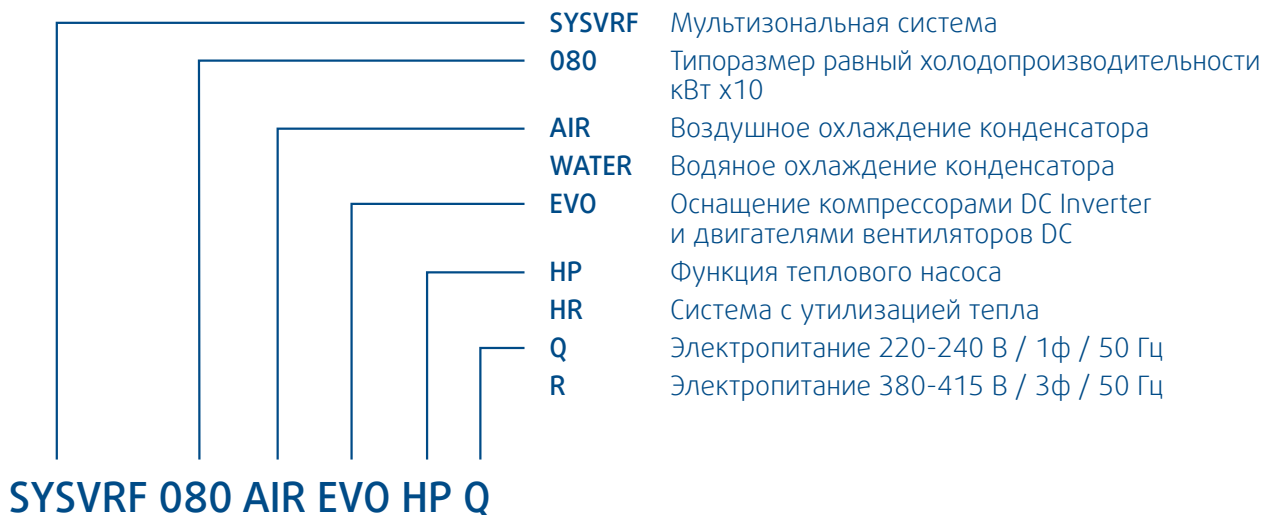 SYSVRF Мультизональная система
080 Типоразмер равный холодопроизводительности
кВт x10
AIR Воздушное охлаждение конденсатора
WATER Водяное охлаждение конденсатора
EVO Оснащение компрессорами DC Inverter
и двигателями вентиляторов DC
HP Функция теплового насоса
HR Система с утилизацией тепла
Q Электропитание 220-240 В / 1ф / 50 Гц
R Электропитание 380-415 В / 3ф / 50 Гц
SYSVRF 080 AIR EVO HP Q